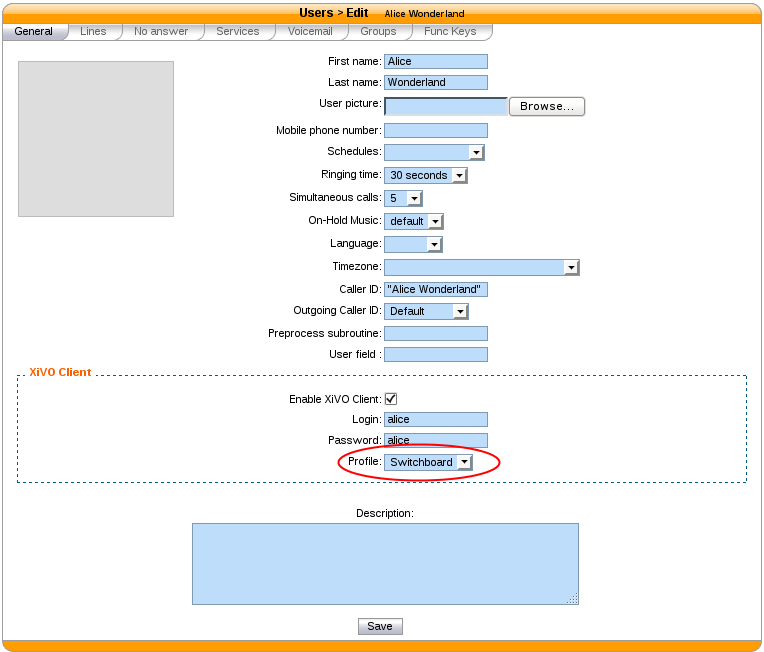 Users > Edit Alice Wonderland
General Lines No answer Services Voicemail Groups Func Keys
First name: Alice
Last name: Wonderland
User picture: Browse...
Mobile phone number:
Schedules:
Ringing time: 30 seconds
Simultaneous calls: 5
On-Hold Music: default
Language:
Timezone:
Caller ID: "Alice Wonderland"
Outgoing Caller ID: Default
Preprocess subroutine:
User field :
XiVO Client
Enable XiVO Client:
Login: alice
Password: alice
Profile: Switchboard
Description:
Save